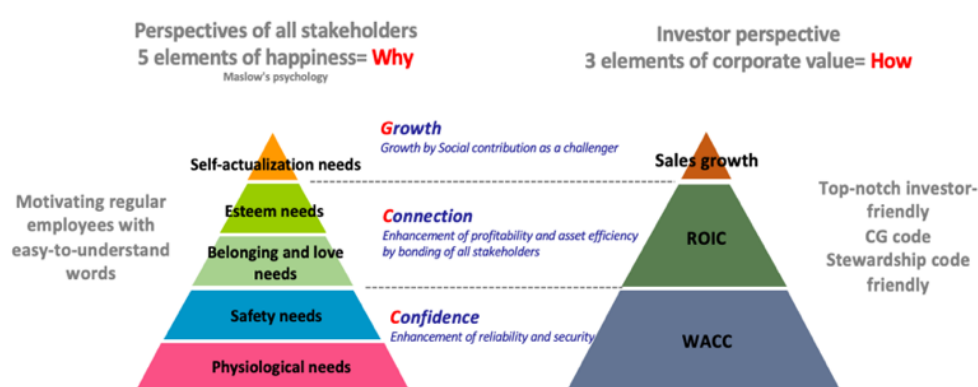 Perspectives of all stakeholders
5 elements of happiness= Why
Maslow's psychology
Investor perspective
3 elements of corporate value= How
Growth
Growth by Social contribution as a challenger
Self-actualization needs
Sales growth
Motivating regular
employees with
easy-to-understand
words
Esteem needs
Belonging and love
needs
Connection
Enhancement of profitability and asset efficiency
by bonding of all stakeholders
ROIC
Top-notch investor-
friendly
CG code
Stewardship code
friendly
Safety needs
Physiological needs
Confidence
Enhancement of reliability and security
WACC